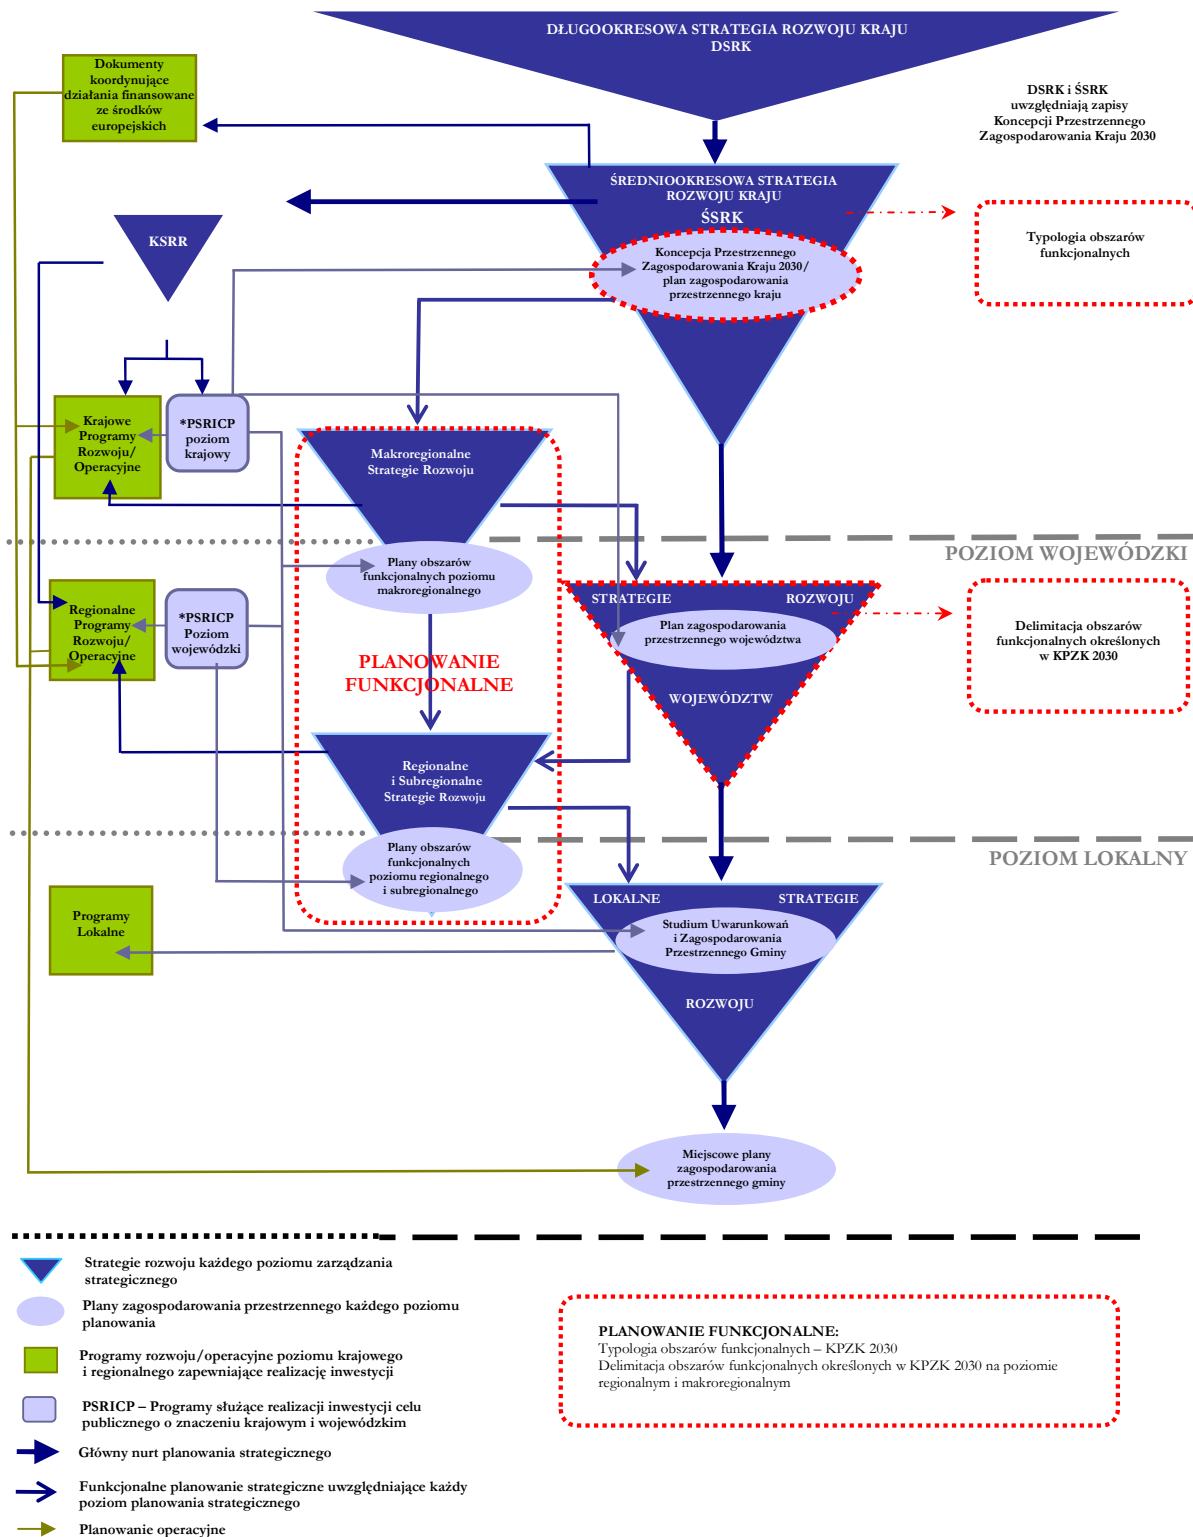 DŁUGOOKRESOWA STRATEGIA ROZWOJU KRAJU
DSRK
Dokumenty
koordynujące
działania finansowane
ze środków
europejskich
DSRK i ŚSRK
uwzględniają zapisy
Koncepcji Przestrzennego
Zagospodarowania Kraju 2030
ŚREDNIOOKRESOWA STRATEGIA
ROZWOJU KRAJU
ŚSRK
KSRR
Typologia obszarów
funkcjonalnych
Koncepcja Przestrzennego
Zagospodarowania Kraju 2030/
plan zagospodarowania
przestrzennego kraju
Krajowe
Programy
Rozwoju/
Operacyjne
*PSRICP
poziom
krajowy
Makroregionalne
Strategie Rozwoju
POZIOM WOJEWÓDZKI
Plany obszarów
funkcjonalnych poziomu
makroregionalnego
Regionalne
Programy
Rozwoju/
Operacyjne
*PSRICP
Poziom
wojewódzki
STRATEGIE ROZWOJU
Plan zagospodarowania
przestrzennego województwa
WOJEWÓDZTW
Delimitacja obszarów
funkcjonalnych określonych
w KPZK 2030
PLANOWANIE
FUNKCJONALNE
Regionalne
i Subregionalne
Strategie Rozwoju
POZIOM LOKALNY
Plany obszarów
funkcjonalnych
poziomu regionalnego
i subregionalnego
Programy
Lokalne
LOKALNE STRATEGIE
Studium Uwarunkowań
i Zagospodarowania
Przestrzennego Gminy
ROZWOJU
Miejscowe plany
zagospodarowania
przestrzennego gminy
Strategie rozwoju każdego poziomu zarządzania
strategicznego
Plany zagospodarowania przestrzennego każdego poziomu
planowania
Programy rozwoju/operacyjne poziomu krajowego
i regionalnego zapewniające realizację inwestycji
PSRICP – Programy służące realizacji inwestycji celu
publicznego o znaczeniu krajowym i wojewódzkim
Główny nurt planowania strategicznego
Funkcjonalne planowanie strategiczne uwzględniające każdy
poziom planowania strategicznego
Planowanie operacyjne
PLANOWANIE FUNKCJONALNE:
Typologia obszarów funkcjonalnych – KPZK 2030
Delimitacja obszarów funkcjonalnych określonych w KPZK 2030 na poziomie
regionalnym i makroregionalnym